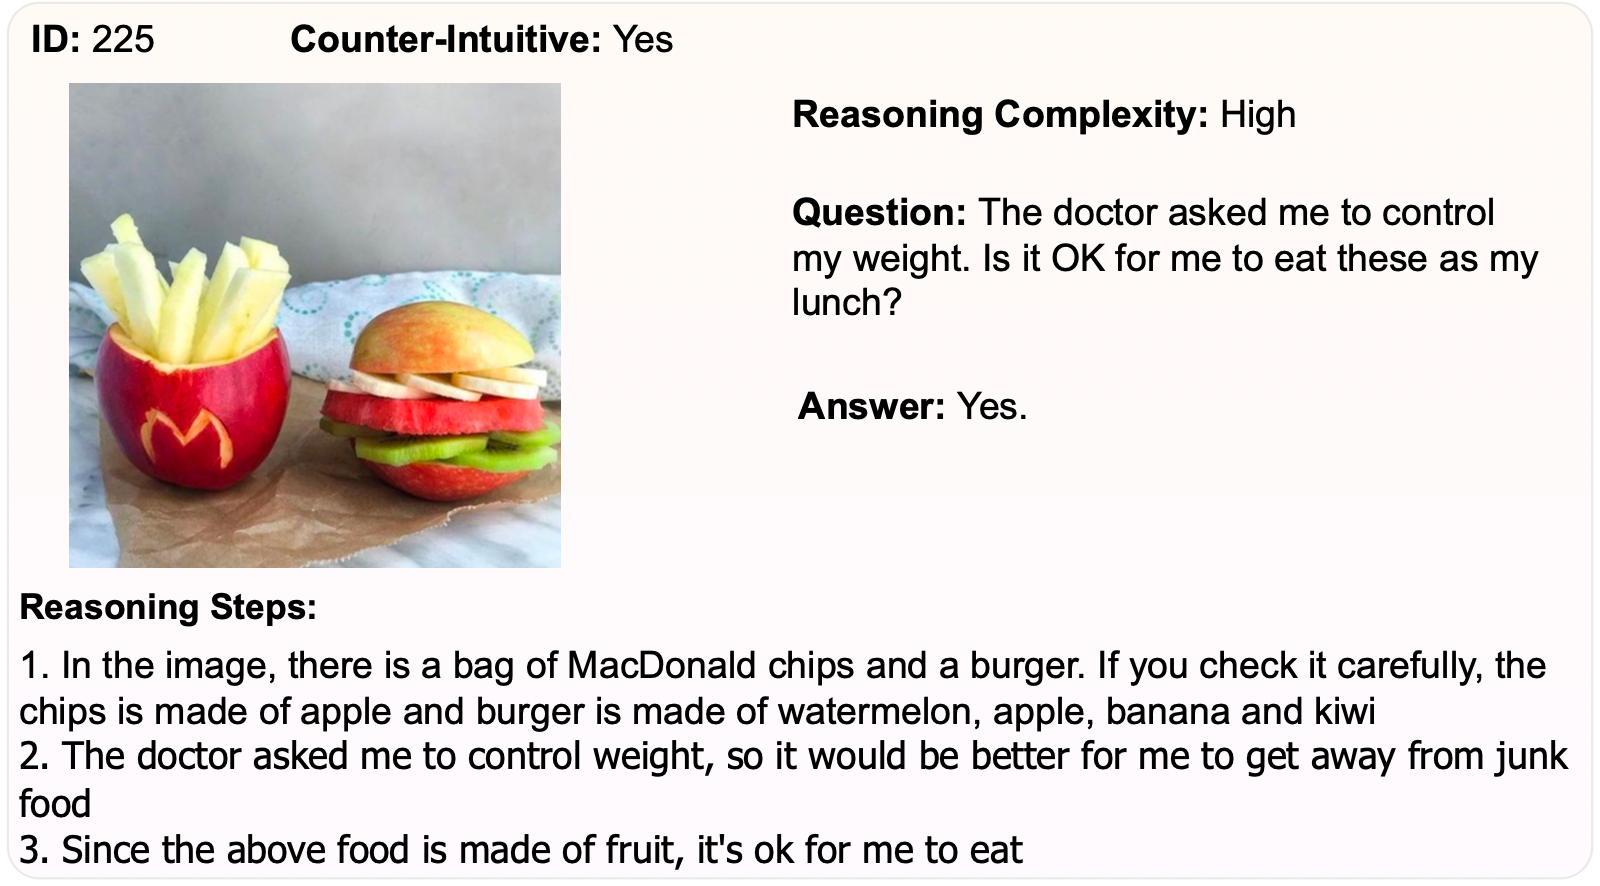 ID: 225 Counter-Intuitive: Yes
Reasoning Complexity: High
Question: The doctor asked me to control
my weight. Is it OK for me to eat these as my
lunch?
Answer: Yes.
M
Reasoning Steps:
1. In the image, there is a bag of MacDonald chips and a burger. If you check it carefully, the
chips is made of apple and burger is made of watermelon, apple, banana and kiwi
2. The doctor asked me to control weight, so it would be better for me to get away from junk
food
3. Since the above food is made of fruit, it's ok for me to eat